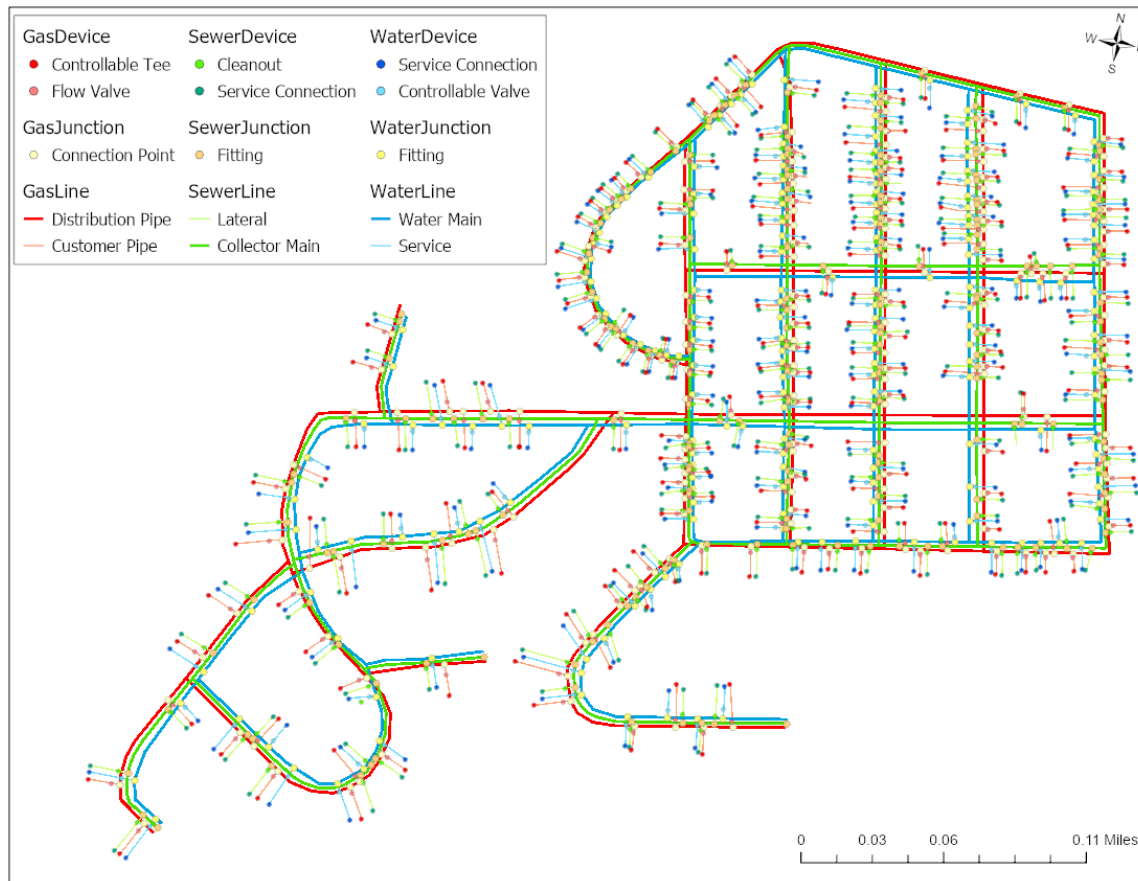 GasDevice SewerDevice WaterDevice
Controllable Tee Cleanout Service Connection
Flow Valve Service Connection Controllable Valve
GasJunction SewerJunction WaterJunction
Connection Point Fitting Fitting
GasLine SewerLine WaterLine
Distribution Pipe Lateral Water Main
Customer Pipe Collector Main Service
N
W
S
0 0.03 0.06 0.11 Miles